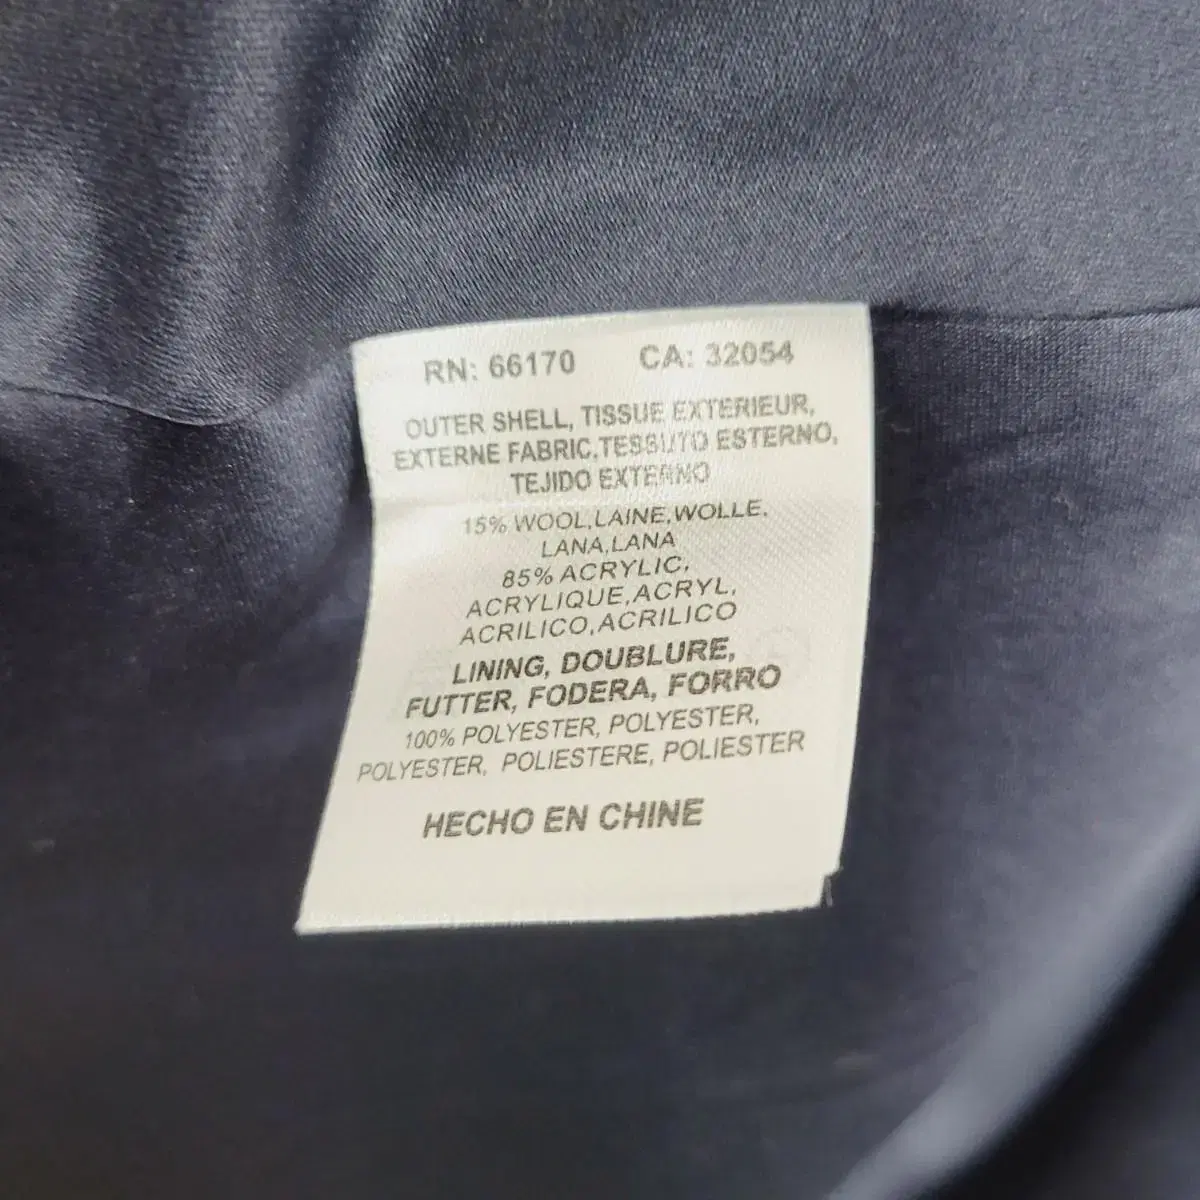 RN: 66170 CA: 32054
OUTER SHELL, TISSUE EXTERIEUR,
EXTERNE FABRIC.TESSUTO ESTERNO,
TEJIDO EXTERNO
15% WOOL,LAINE,WOLLE,
LANA,LANA
85% ACRYLIC,
ACRYLIQUE,ACRYL,
ACRILICO,ACRILICO
LINING, DOUBLURE,
FUTTER, FODERA, FORRO
100% POLYESTER, POLYESTER,
POLYESTER, POLIESTERE, POLIESTER
HECHO EN CHINE